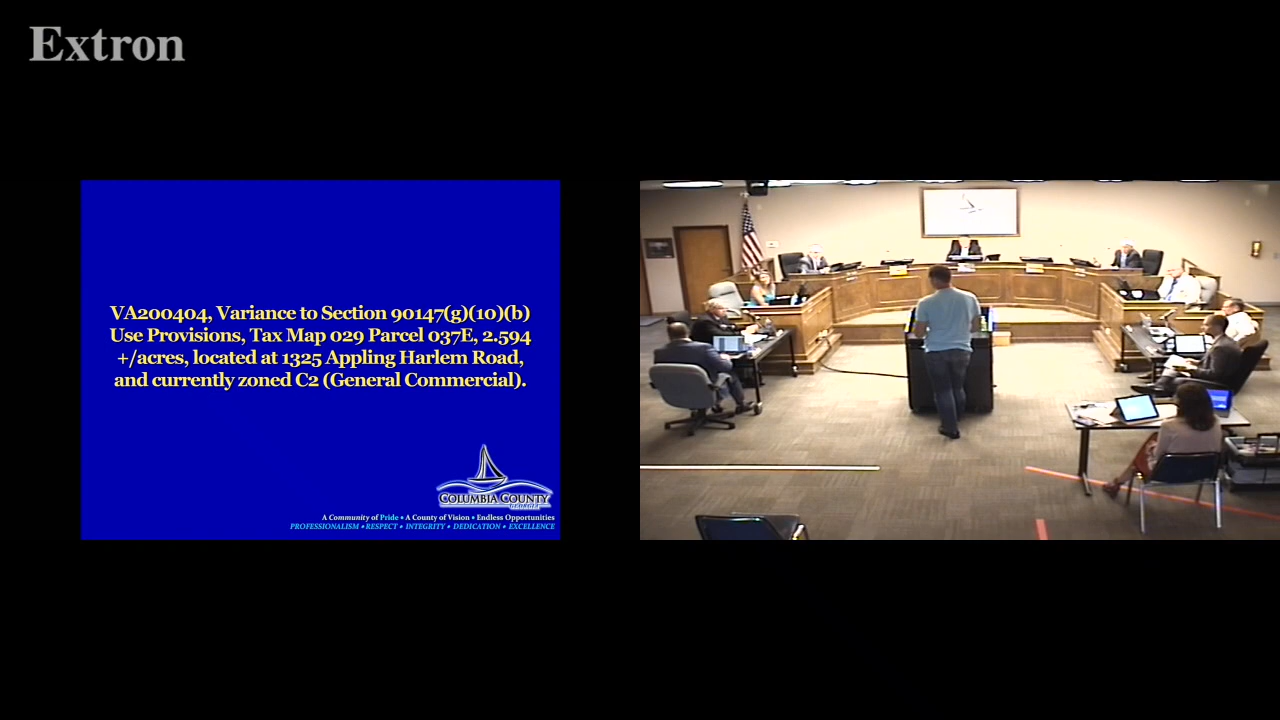 Extron
VA200404, Variance to Section 90147(g)(10)(b)
Use Provisions, Tax Map 029 Parcel 037E, 2.594
+/acres, located at 1325 Appling Harlem Road,
and currently zoned C2 (General Commercial).
COLUMBIA COUNTY
GEORGIA
A Community of Pride • A County of Vision • Endless Opportunities
PROFESSIONALISM • RESPECT • INTEGRITY • DEDICATION • EXCELLENCE